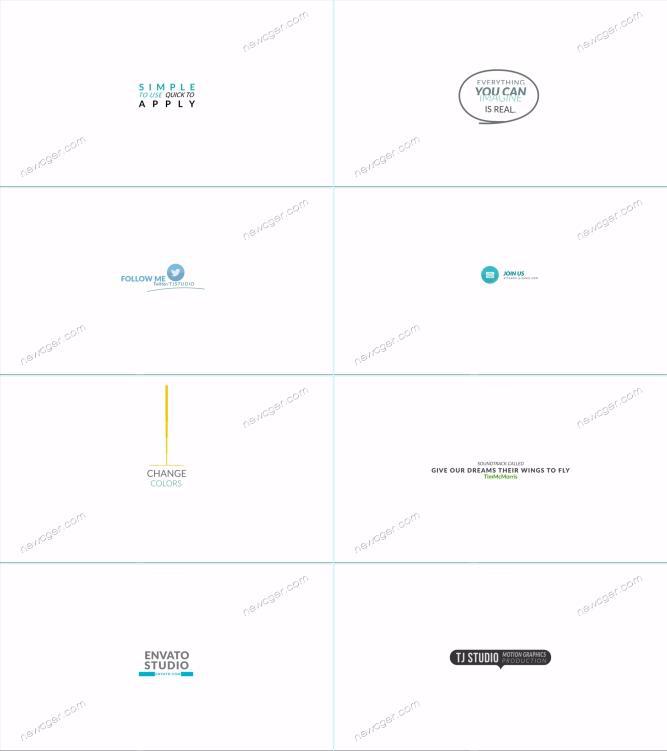 newcger.com
newcger.com
SIMPLE
TO USE QUICK TO
APPLY
newcger.com
newcger.com
EVERYTHING
YOU CAN
IMAGINE
IS REAL.
newcger.com
newcger.com
FOLLOW ME
Twitter/TJSTUDIO
newcger.com
newcger.com
JOIN US
newcger.com
newcger.com
CHANGE
COLORS
newcger.com
newcger.com
SOUNDTRACK CALLED
GIVE OUR DREAMS THEIR WINGS TO FLY
TimMcMorris
newcger.com
newcger.com
ENVATO
STUDIO
ENVATO.COM
newcger.com
newcger.com
TJ STUDIO
MOTION GRAPHICS
PRODUCTION